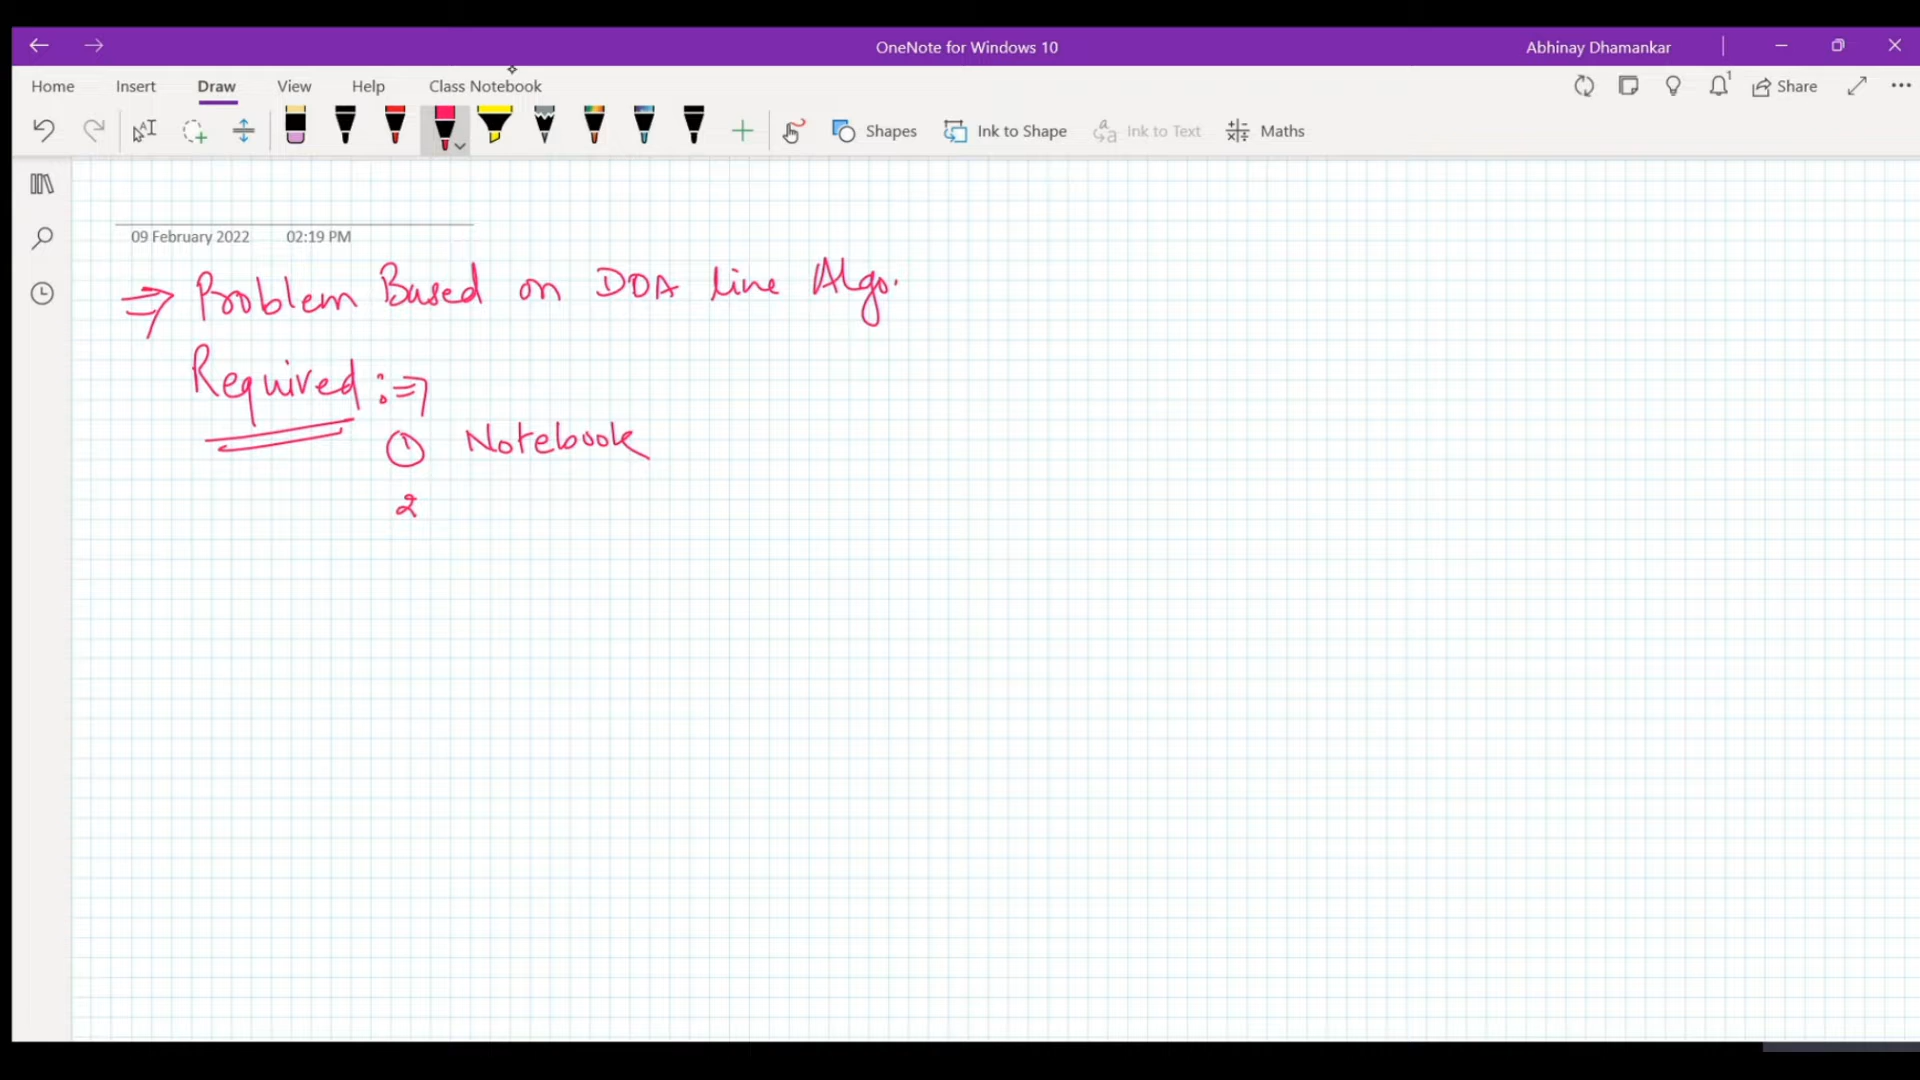 OneNote for Windows 10
Abhinay Dhamankar
Home Insert Draw View Help Class Notebook
1
Share
Shapes Ink to Shape Ink to Text Maths
09 February 2022 02:19 PM
⇒ Problem Based on DDA line Algo.
Required :⇒
① Notebook
2